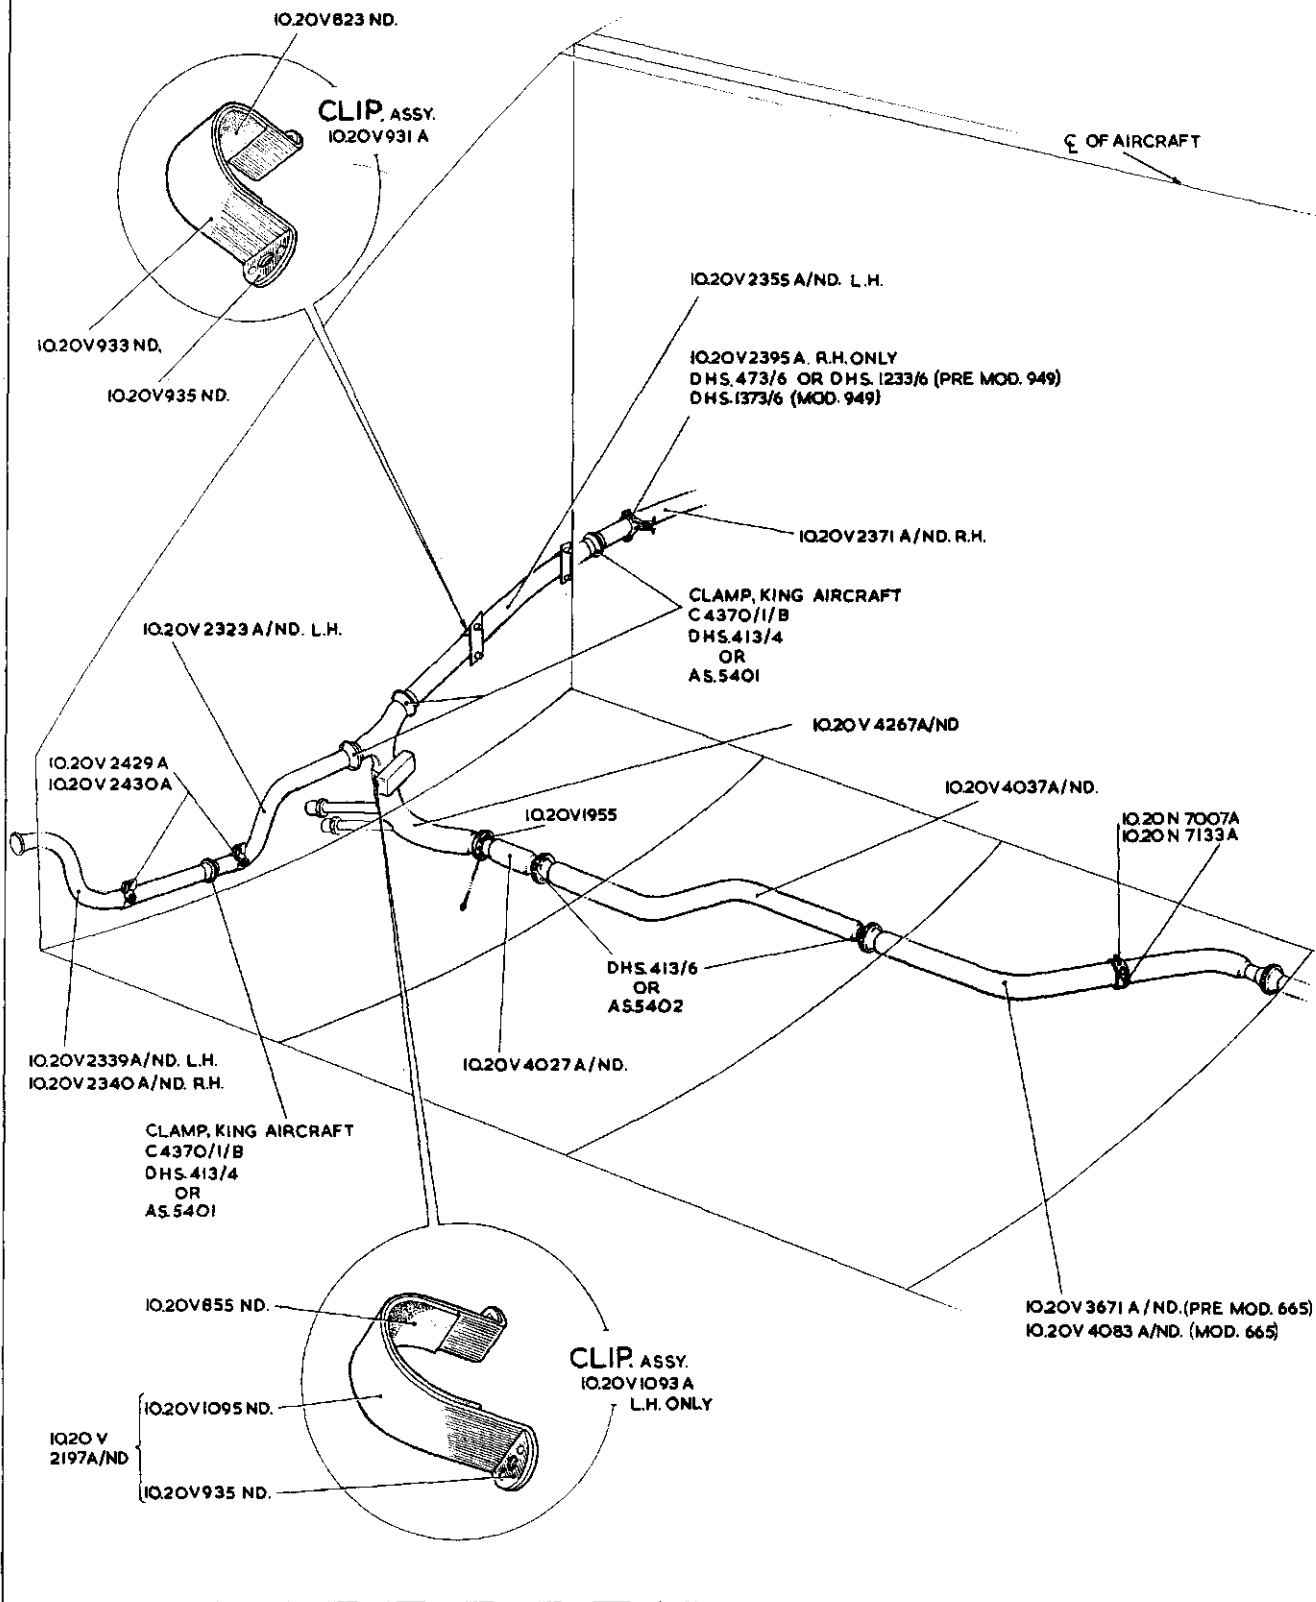 10.20V823 ND.
CLIP. ASSY.
10.20V931 A
℄ OF AIRCRAFT
10.20V2355 A/ND. L.H.
10.20V933 ND,
10.20V935 ND.
10.20V2395 A. R.H. ONLY
DHS.473/6 OR DHS. 1233/6 (PRE MOD. 949)
DHS.1373/6 (MOD. 949)
10.20V2371 A/ND. R.H.
CLAMP, KING AIRCRAFT
C4370/1/B
DHS.413/4
OR
AS.5401
10.20V2323 A/ND. L.H.
10.20V 4267A/ND
10.20V 2429 A
10.20V 2430 A
10.20V4037A/ND.
10.20V1955
10.20 N 7007A
10.20 N 7133A
DHS.413/6
OR
AS.5402
10.20V2339A/ND. L.H.
10.20V2340 A/ND. R.H.
10.20V4027A/ND.
CLAMP, KING AIRCRAFT
C4370/1/B
DHS.413/4
OR
AS.5401
10.20V855 ND.
10.20V3671 A/ND. (PRE MOD. 665)
10.20V 4083 A/ND. (MOD. 665)
CLIP. ASSY.
10.20V1093 A
L.H. ONLY
10.20V1095 ND.
10.20 V
2197A/ND
10.20V935 ND.